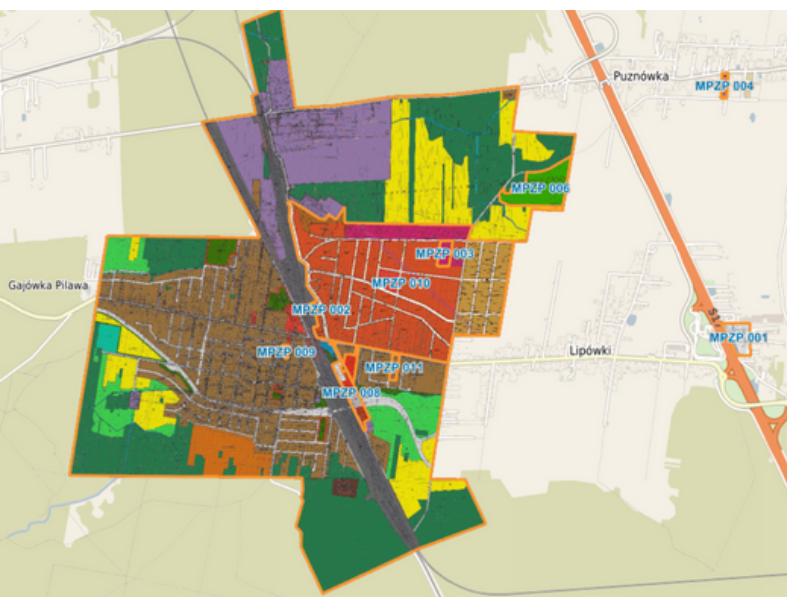 Puznówka
MPZP 004
MPZP 006
MPZP 003
Gajówka Pilawa
MPZP 010
MPZP 002
S17
MPZP 001
MPZP 009
Lipówki
MPZP 011
MPZP 008